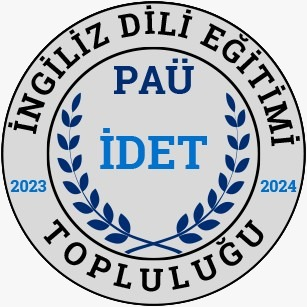 İNGİLİZ DİLİ EĞİTİMİ
PAÜ
İDET
2023
2024
TOPLULUĞU